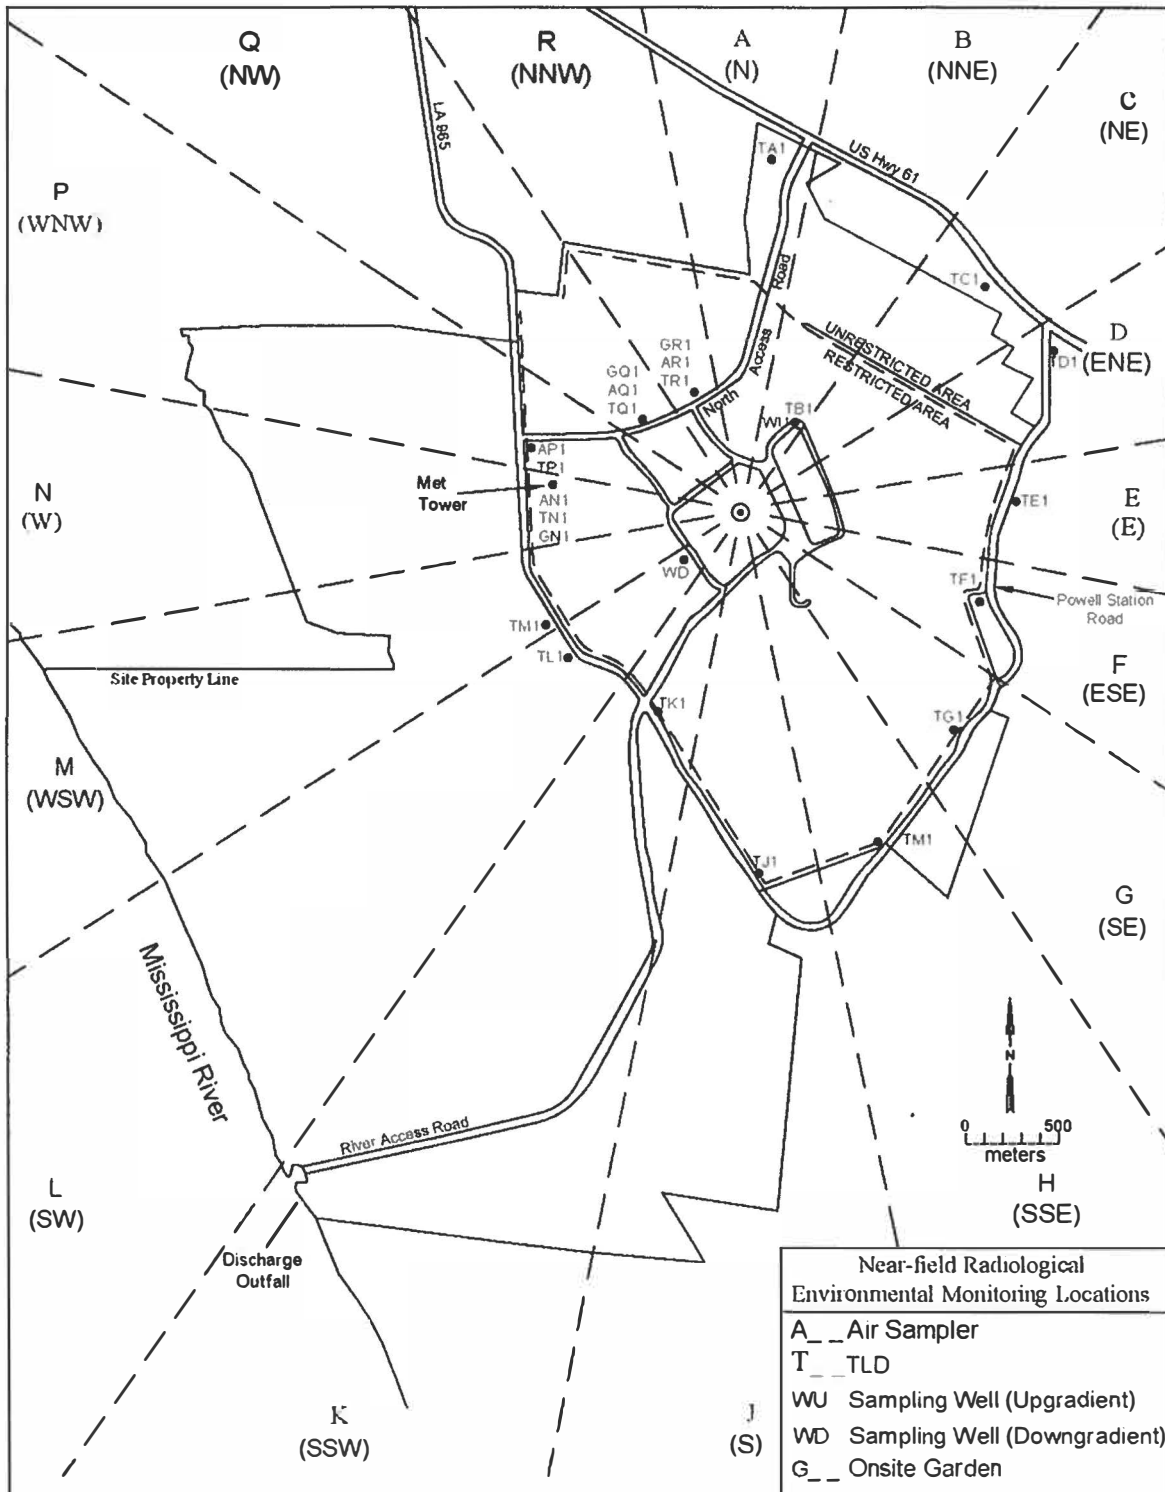 Q
(NW)
R
(NNW)
A
(N)
B
(NNE)
C
(NE)
LA 965
US Hwy 61
TA1
P
(WNW)
Road
TC1
UNRESTRICTED AREA
RESTRICTED AREA
D
(ENE)
TD1
GR1
AR1
TR1
GQ1
AQ1
TQ1
Access
North
WU
TB1
AP1
TP1
Met
Tower
AN1
TN1
GN1
N
(W)
E
(E)
TE1
WD
TF1
Powell Station
Road
TM1
TL1
Site Property Line
F
(ESE)
TK1
TG1
M
(WSW)
TM1
TJ1
G
(SE)
Mississippi River
N
0 500
meters
River Access Road
L
(SW)
H
(SSE)
Discharge
Outfall
K
(SSW)
J
(S)
Near-field Radiological
Environmental Monitoring Locations
A_ _ Air Sampler
T_ _ TLD
WU Sampling Well (Upgradient)
WD Sampling Well (Downgradient)
G_ _ Onsite Garden